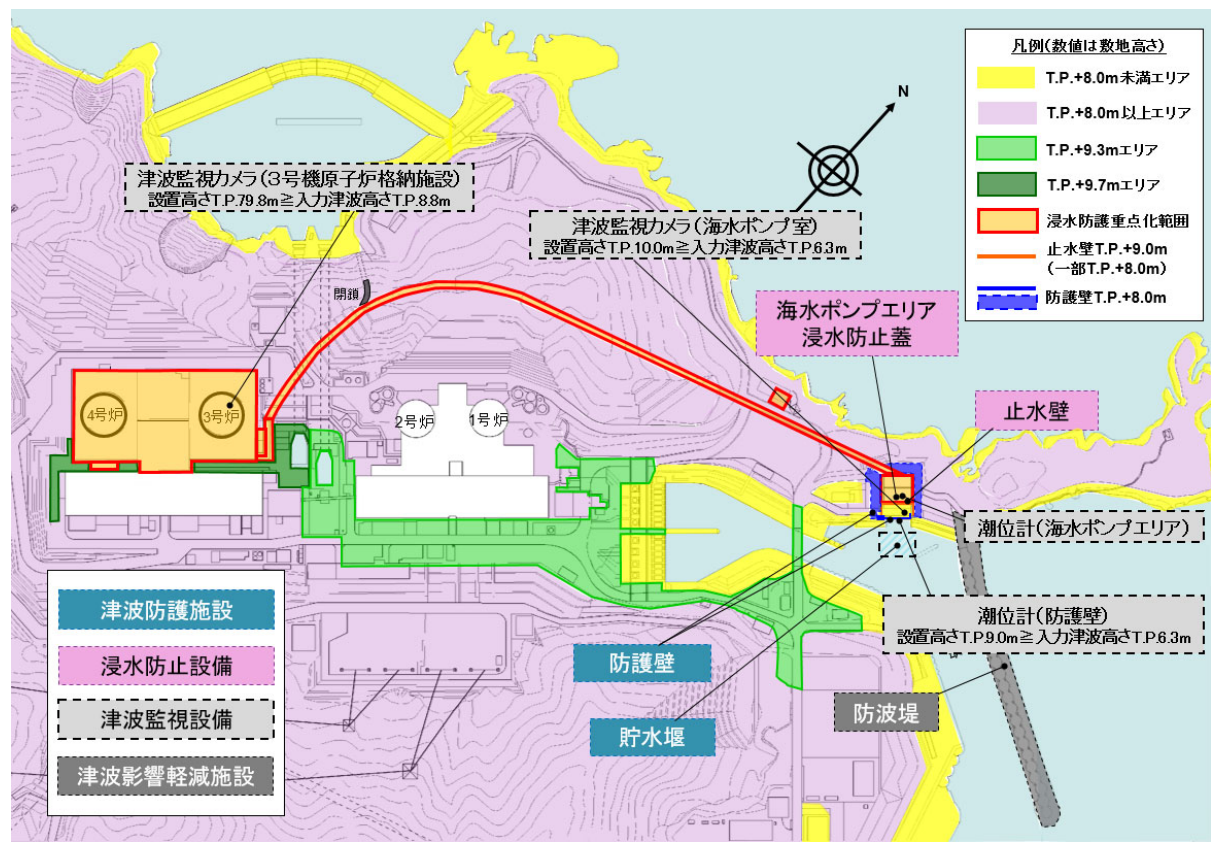 凡例(数値は敷地高さ)
T.P.+8.0m未満エリア
T.P.+8.0m以上エリア
T.P.+9.3mエリア
T.P.+9.7mエリア
浸水防護重点化範囲
止水壁T.P.+9.0m
(一部T.P.+8.0m)
防護壁T.P.+8.0m
N
津波監視カメラ(3号機原子炉格納施設)
設置高さT.P.79.8m≧入力津波高さT.P.8.8m
津波監視カメラ(海水ポンプ室)
設置高さT.P.10.0m≧入力津波高さT.P.6.3m
閉鎖
海水ポンプエリア
浸水防止蓋
止水壁
4号炉
3号炉
2号炉
1号炉
潮位計(海水ポンプエリア)
潮位計(防護壁)
設置高さT.P.9.0m≧入力津波高さT.P.6.3m
防護壁
貯水堰
防波堤
津波防護施設
浸水防止設備
津波監視設備
津波影響軽減施設